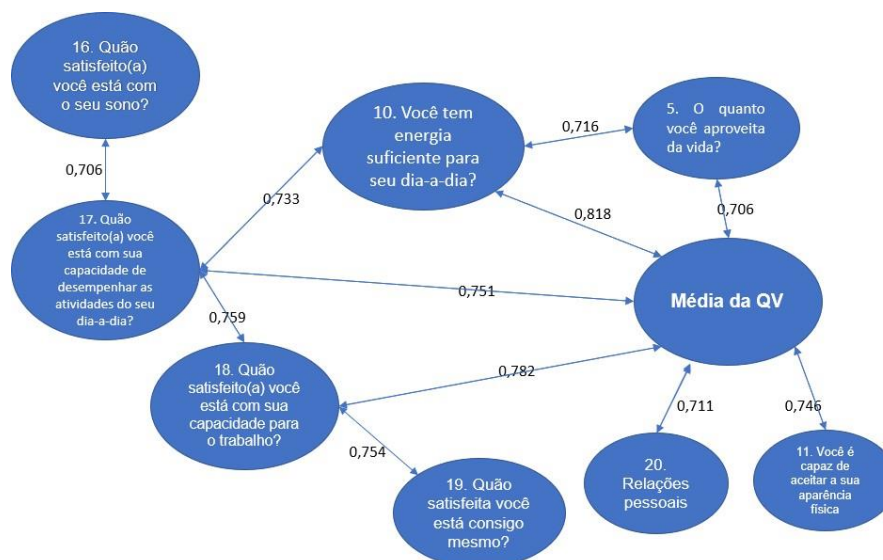 16. Quão
satisfeito(a)
você está com
o seu sono?
10. Você tem
energia
suficiente para
seu dia-a-dia?
0,716
5. O quanto
você aproveita
da vida?
0,706
0,733
0,818
0,706
17. Quão
satisfeito(a) você
está com sua
capacidade de
desempenhar as
atividades do seu
dia-a-dia?
0,751
Média da QV
0,759
18. Quão
satisfeito(a) você
está com sua
capacidade para
o trabalho?
0,782
0,711
0,746
0,754
19. Quão
satisfeita você
está consigo
mesmo?
20.
Relações
pessoais
11. Você é
capaz de
aceitar a sua
aparência
física